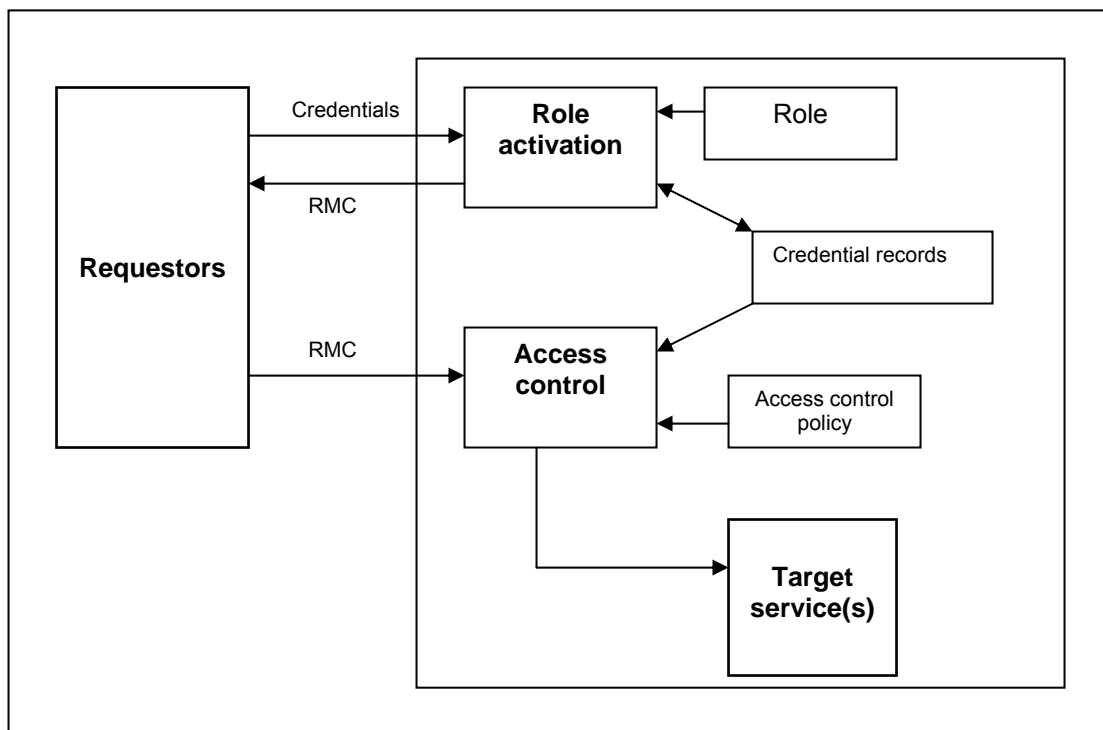 Credentials
Role
activation
Role
RMC
Requestors
Credential records
RMC
Access
control
Access control
policy
Target
service(s)